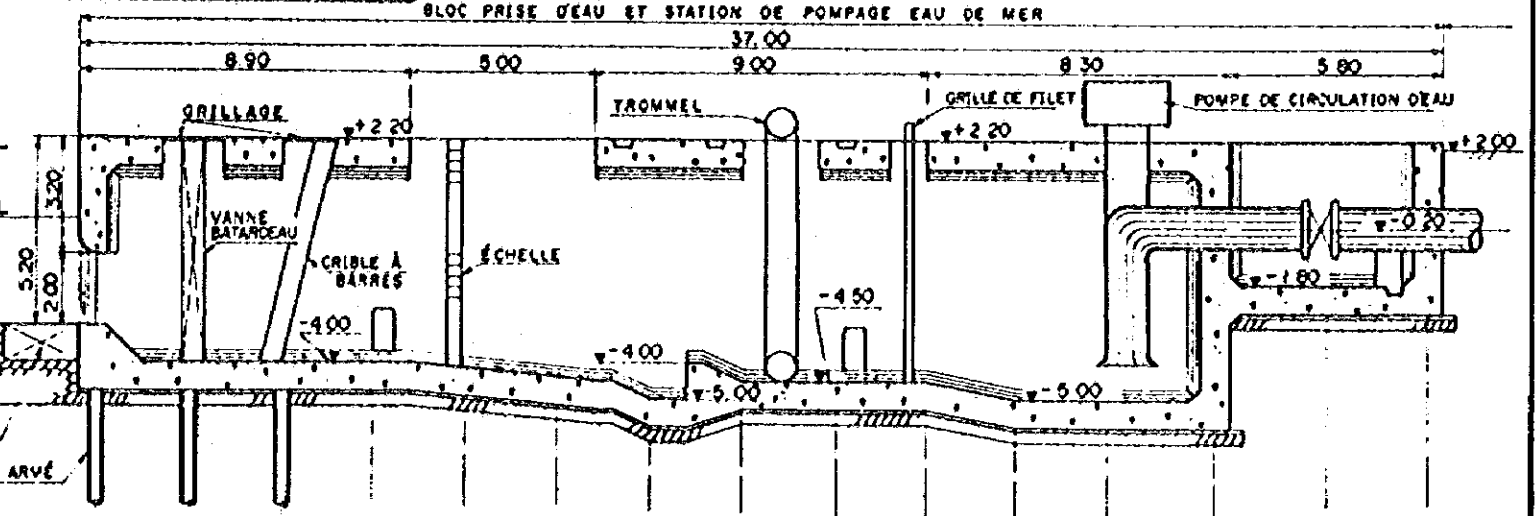 BLOC PRISE D'EAU ET STATION DE POMPAGE EAU DE MER
37.00
8.90 5.00 9.00 8.30 5.80
GRILLAGE
TROMMEL
GRILLE DE FILET
POMPE DE CIRCULATION D'EAU
+2.20
+2.20
+2.00
3.20
5.20
2.00
VANNE
BATARDEAU
CRIBLE À
BARRES
ÉCHELLE
-0.20
-1.80
-4.00
-4.50
-4.00
-5.00
-5.00
ARMÉ